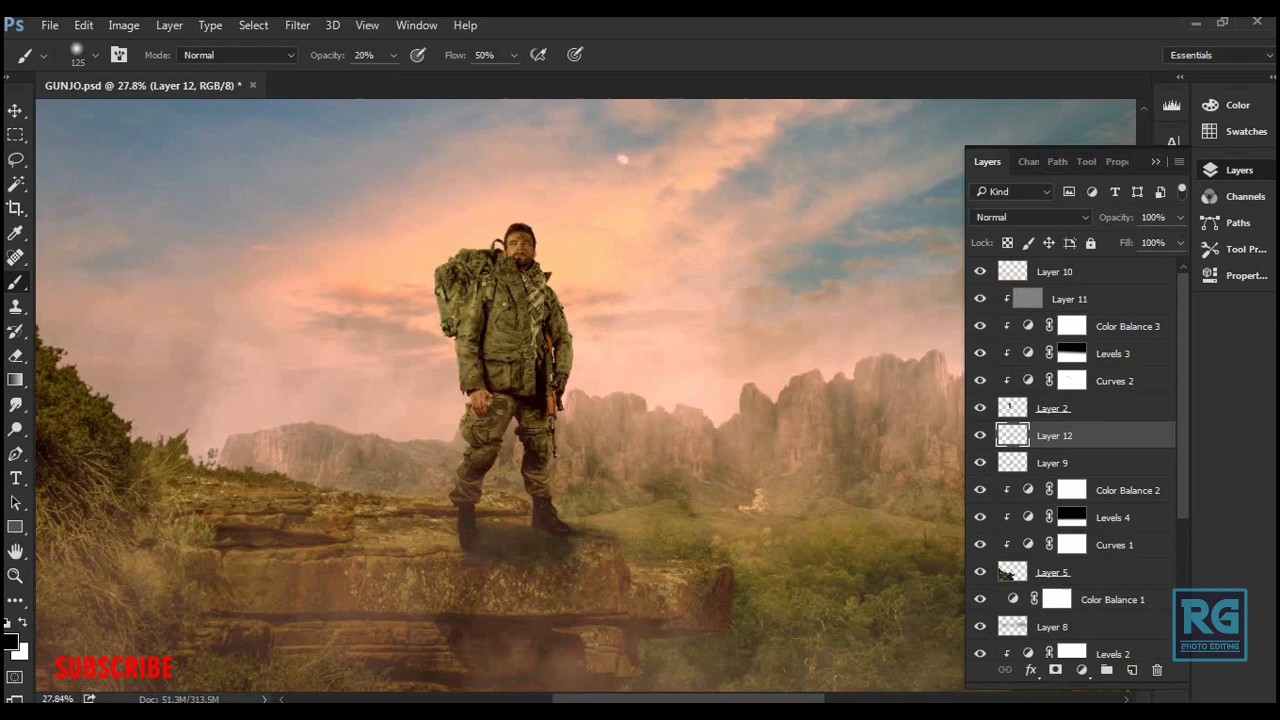 Ps File Edit Image Layer Type Select Filter 3D View Window Help
125 Mode: Normal Opacity: 20% Flow: 50% Essentials
GUNJO.psd @ 27.8% (Layer 12, RGB/8) *
Color
Swatches
Layers Chan Path Tool Prope
Layers
Kind
Channels
Normal Opacity: 100%
Paths
Lock: Fill: 100%
Tool Pr...
Propert...
Layer 10
Layer 11
Color Balance 3
Levels 3
Curves 2
Layer 2
Layer 12
Layer 9
Color Balance 2
Levels 4
Curves 1
Layer 5
Color Balance 1
Layer 8
Levels 2
RG
PHOTO EDITING
SUBSCRIBE
27.84% Doc: 51.3M/313.5M